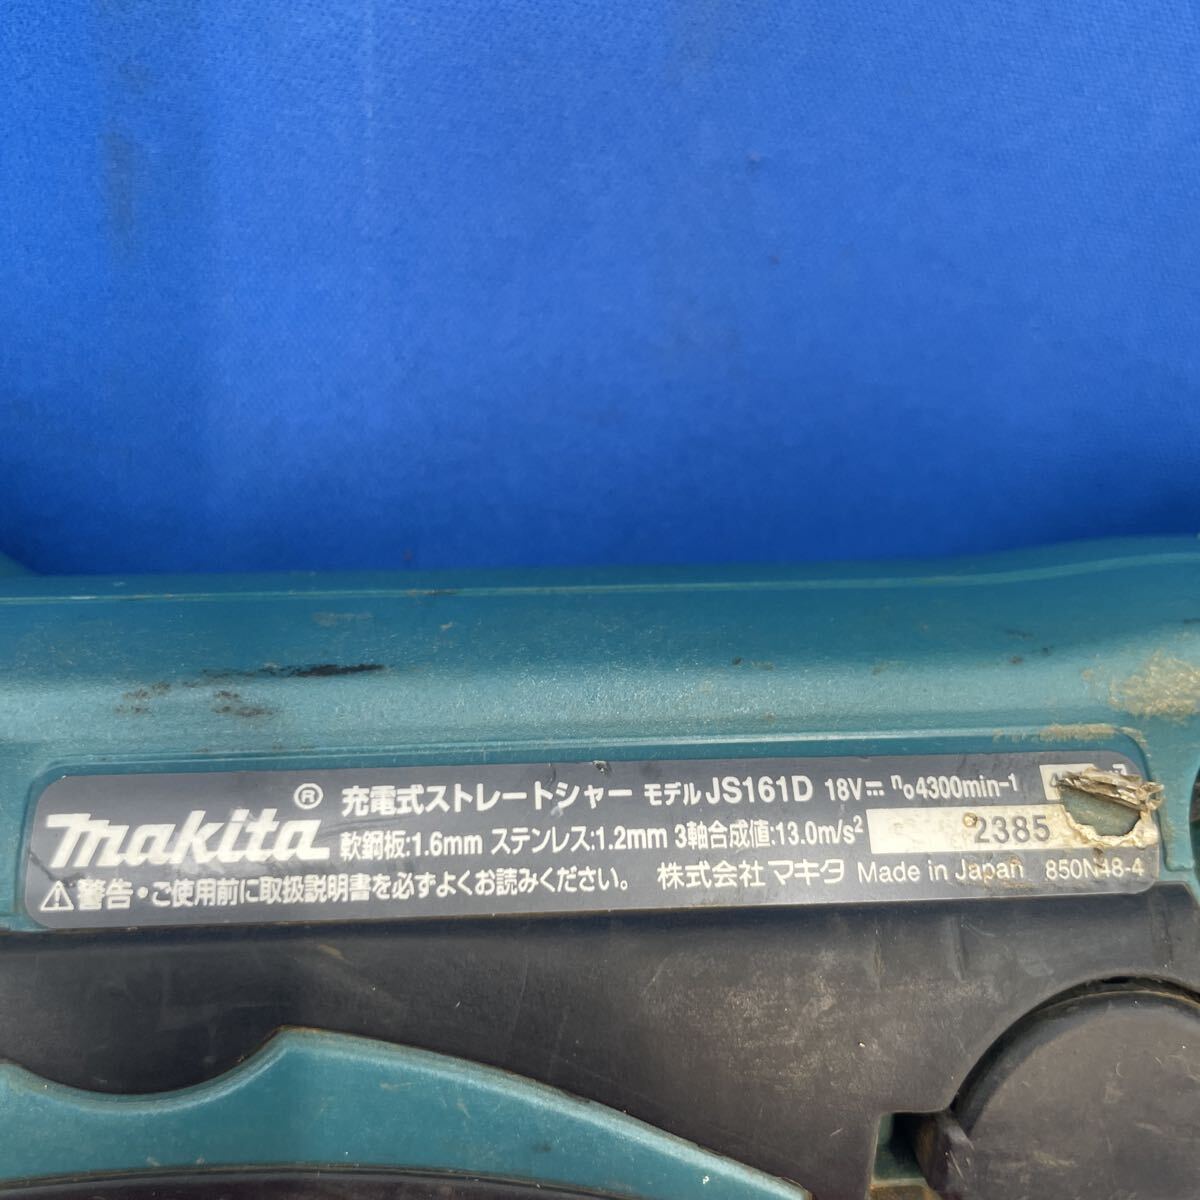 makita®
充電式ストレートシャー モデル JS161D 18V⎓ n₀4300min-1
軟鋼板:1.6mm ステンレス:1.2mm 3軸合成値:13.0m/s² 2385
⚠警告・ご使用前に取扱説明書を必ずよくお読みください。 株式会社マキタ Made in Japan 850N48-4